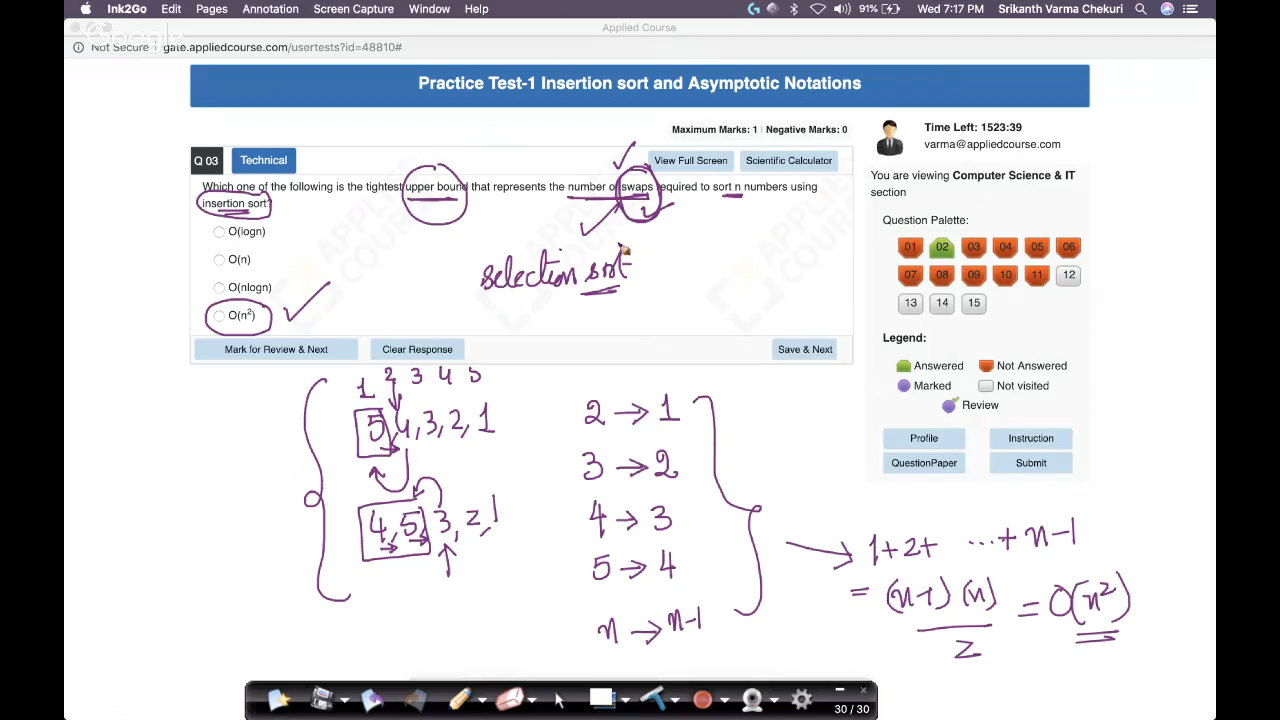 Ink2Go Edit Pages Annotation Screen Capture Window Help 91% Wed 7:17 PM Srikanth Varma Chekuri
Google
Applied Course
Not Secure gate.appliedcourse.com/usertests?id=48810#
Practice Test-1 Insertion sort and Asymptotic Notations
Maximum Marks: 1 | Negative Marks: 0
Q 03 Technical View Full Screen Scientific Calculator
Which one of the following is the tightest upper bound that represents the number of swaps required to sort n numbers using
insertion sort?
O(logn)
O(n)
O(nlogn)
O(n²)
selection sort
Mark for Review & Next Clear Response Save & Next
Time Left: 1523:39
varma@appliedcourse.com
You are viewing Computer Science & IT
section
Question Palette:
01 02 03 04 05 06
07 08 09 10 11 12
13 14 15
Legend:
Answered Not Answered
Marked Not visited
Review
Profile Instruction
QuestionPaper Submit
1 2 3 4 5
5, 4, 3, 2, 1
4, 5, 3, 2, 1
2 → 1
3 → 2
4 → 3
5 → 4
n → n-1
→ 1+2+ ...+ n-1
= (n-1) (n) = O(n²)
2
APPLIED
COURSE
30 / 30